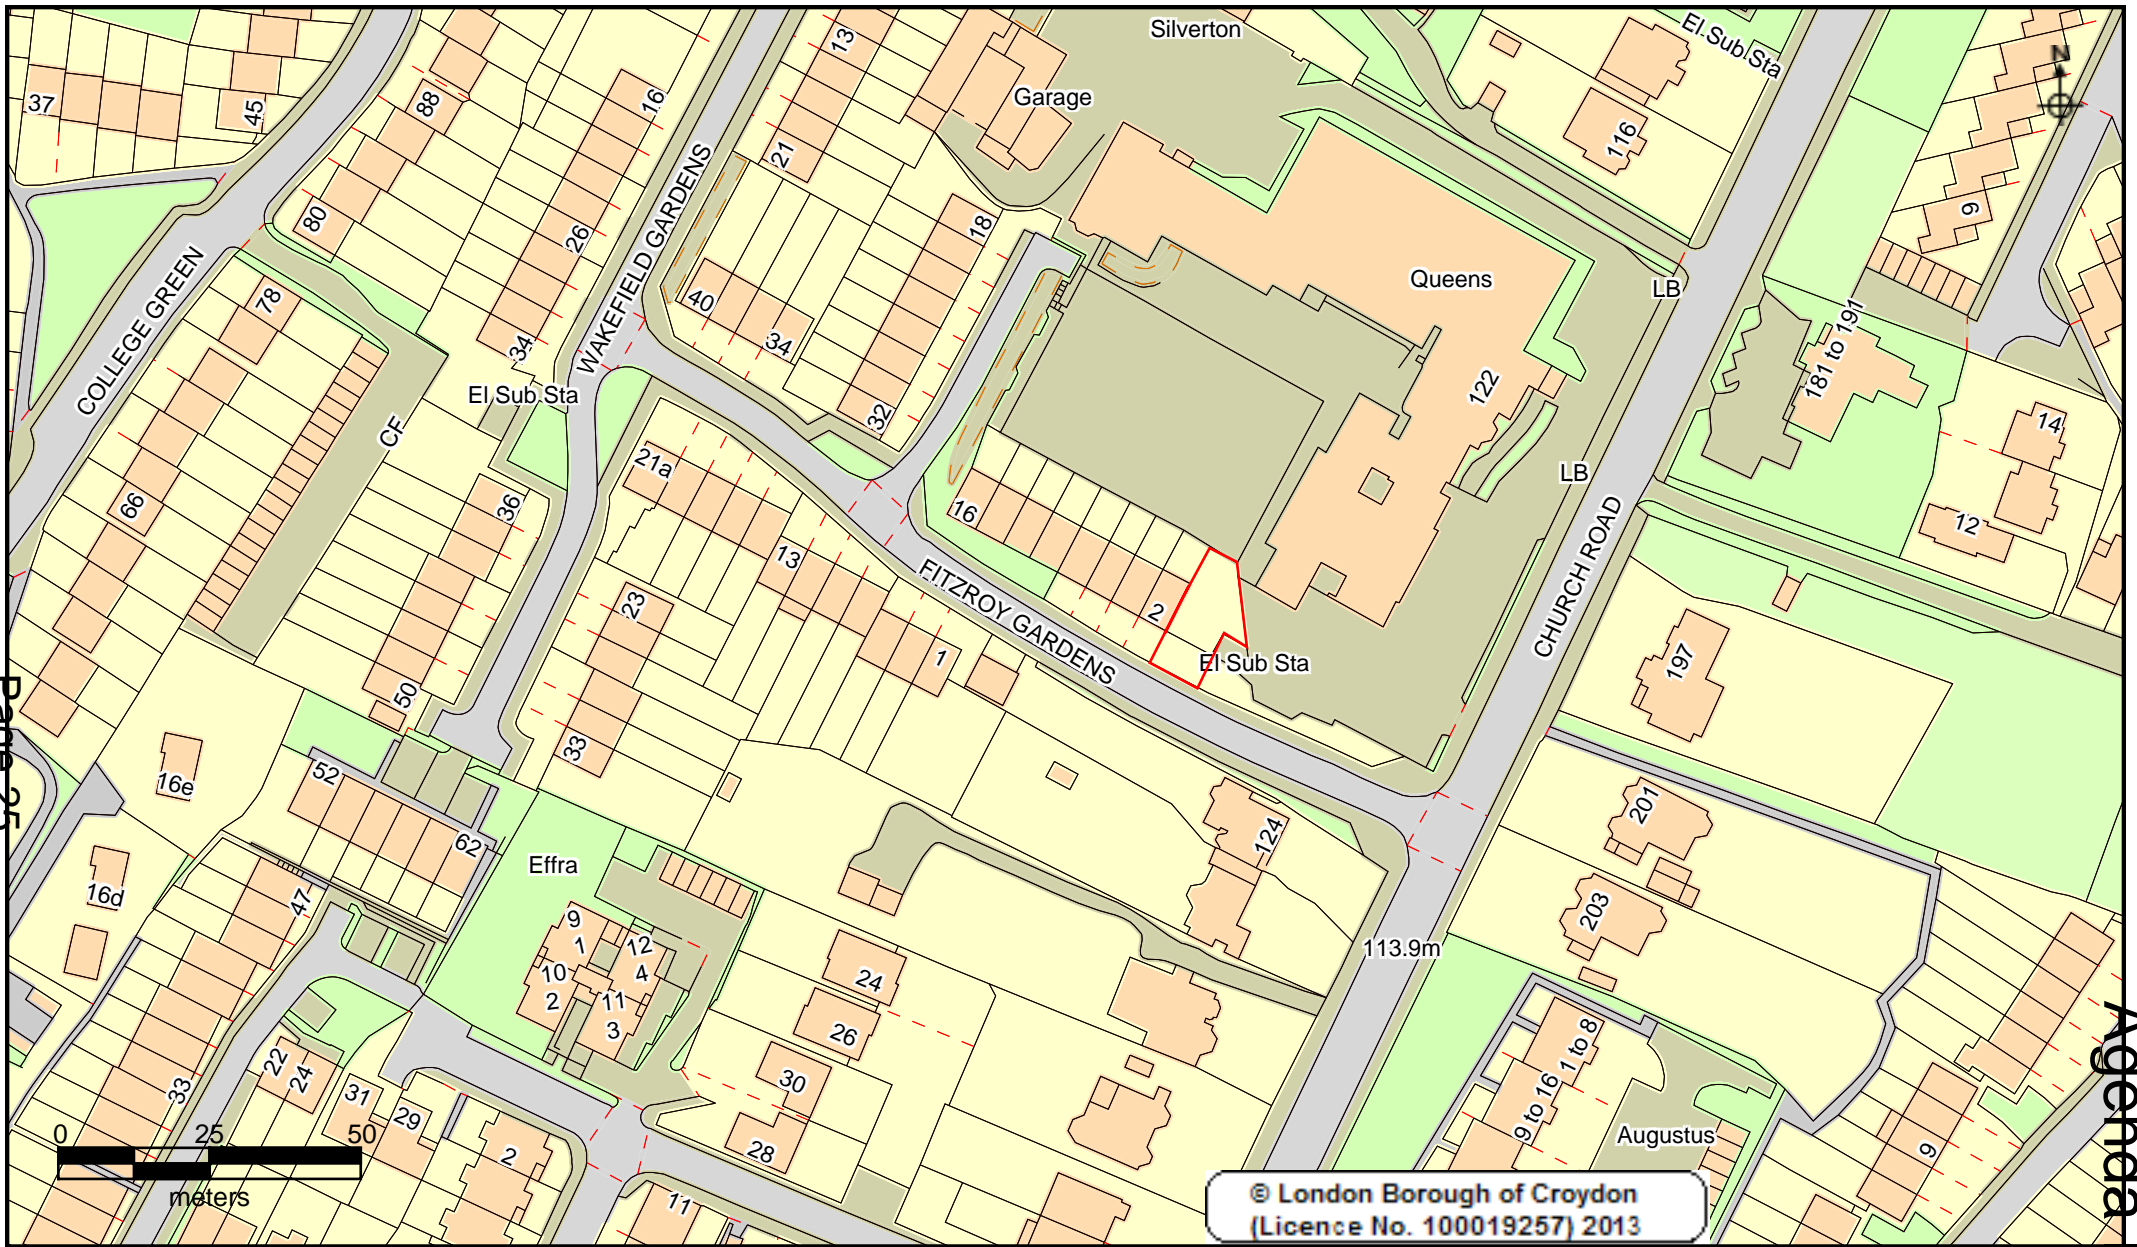 Silverton
El Sub Sta
N
13
Garage
37
45
88
16
116
21
80
26
18
6
WAKEFIELD GARDENS
COLLEGE GREEN
78
40
34
34
Queens
LB
181 to 191
El Sub Sta
122
32
CF
14
21a
LB
66
36
16
12
CHURCH ROAD
13
FITZROY GARDENS
23
2
1
El Sub Sta
197
50
33
Page 25
16e
52
62
124
201
Effra
16d
47
203
9
1
12
4
10
2
11
3
24
113.9m
26
Agenda
22
24
33
30
31
29
1 to 8
9 to 16
0 25 50
meters
2
28
Augustus
9
11
© London Borough of Croydon
(Licence No. 100019257) 2013